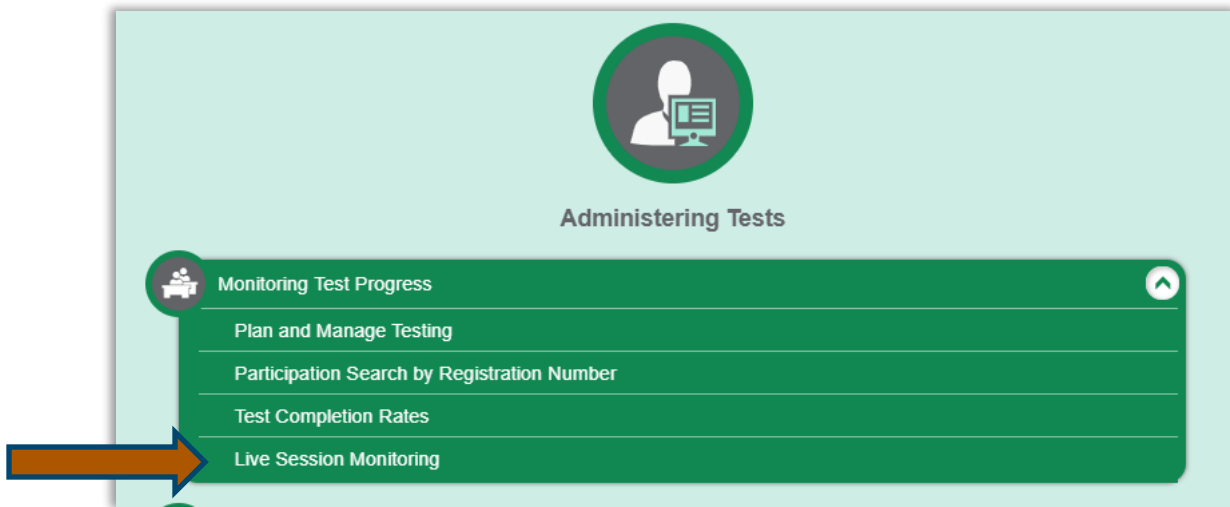 Administering Tests
Monitoring Test Progress
Plan and Manage Testing
Participation Search by Registration Number
Test Completion Rates
Live Session Monitoring